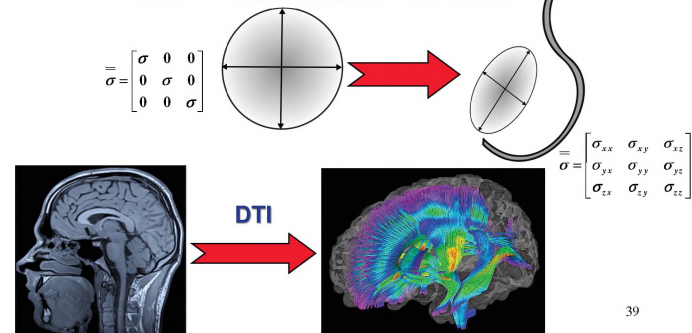 σ̿ = [σ 0 0
0 σ 0
0 0 σ]
σ̿ = [σxx σxy σxz
σyx σyy σyz
σzx σzy σzz]
DTI
39